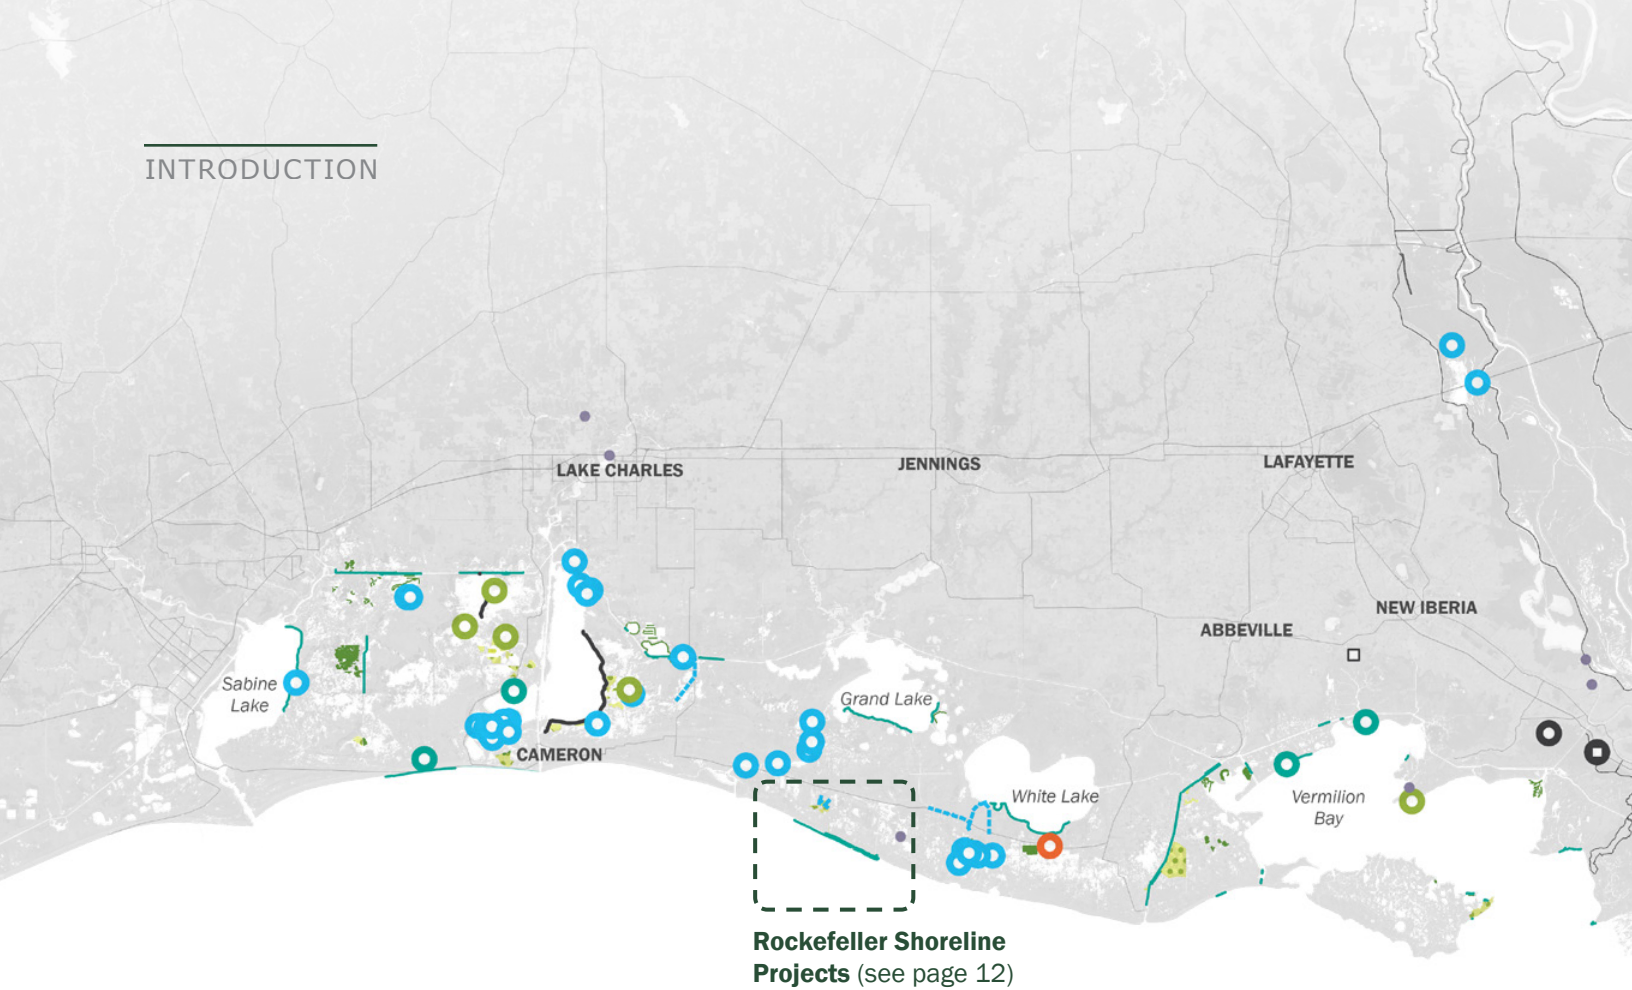 INTRODUCTION
LAKE CHARLES
JENNINGS
LAFAYETTE
NEW IBERIA
ABBEVILLE
Sabine
Lake
Grand Lake
CAMERON
White Lake
Vermilion
Bay
Rockefeller Shoreline
Projects (see page 12)